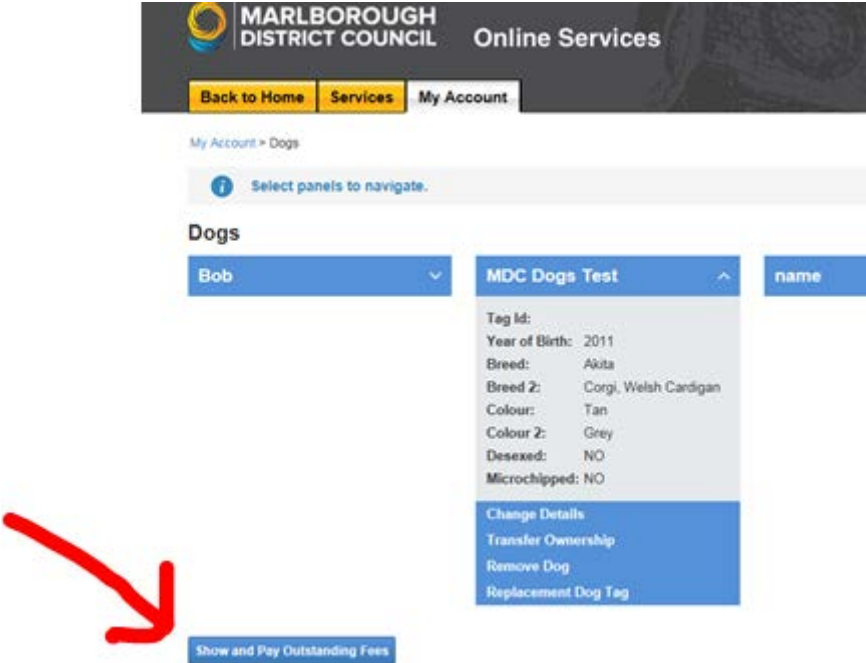 MARLBOROUGH
DISTRICT COUNCIL
Online Services
Back to Home Services My Account
My Account > Dogs
Select panels to navigate.
Dogs
Bob MDC Dogs Test name
Tag Id:
Year of Birth: 2011
Breed: Akita
Breed 2: Corgi, Welsh Cardigan
Colour: Tan
Colour 2: Grey
Desexed: NO
Microchipped: NO
Change Details
Transfer Ownership
Remove Dog
Replacement Dog Tag
Show and Pay Outstanding Fees